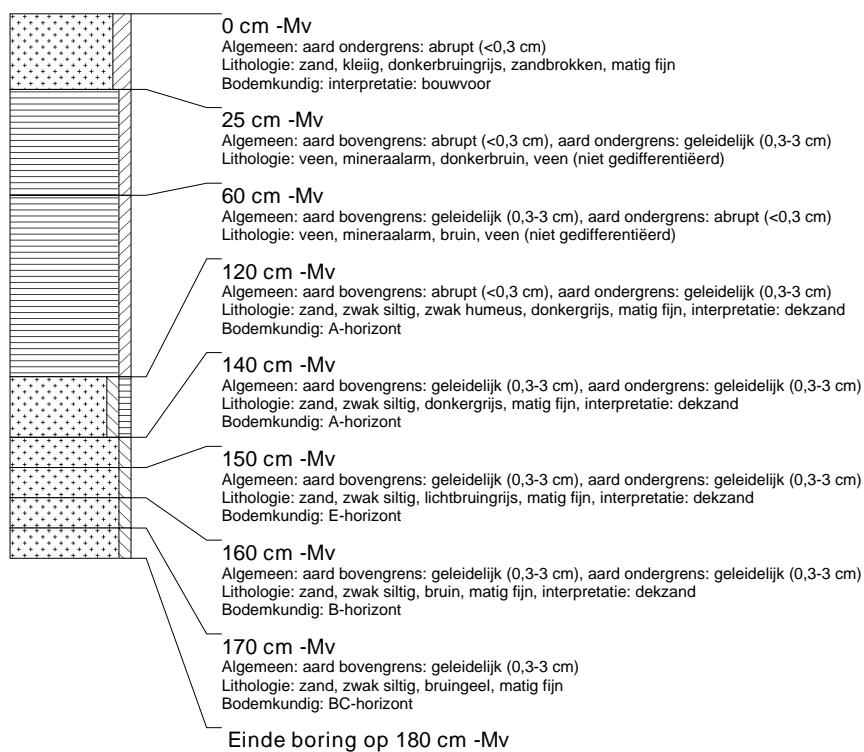 0 cm -Mv
Algemeen: aard ondergrens: abrupt (<0,3 cm)
Lithologie: zand, kleiig, donkerbruingrijs, zandbrokken, matig fijn
Bodemkundig: interpretatie: bouwvoor
25 cm -Mv
Algemeen: aard bovengrens: abrupt (<0,3 cm), aard ondergrens: geleidelijk (0,3-3 cm)
Lithologie: veen, mineraalarm, donkerbruin, veen (niet gedifferentiëerd)
60 cm -Mv
Algemeen: aard bovengrens: geleidelijk (0,3-3 cm), aard ondergrens: abrupt (<0,3 cm)
Lithologie: veen, mineraalarm, bruin, veen (niet gedifferentiëerd)
120 cm -Mv
Algemeen: aard bovengrens: abrupt (<0,3 cm), aard ondergrens: geleidelijk (0,3-3 cm)
Lithologie: zand, zwak siltig, zwak humeus, donkergrijs, matig fijn, interpretatie: dekzand
Bodemkundig: A-horizont
140 cm -Mv
Algemeen: aard bovengrens: geleidelijk (0,3-3 cm), aard ondergrens: geleidelijk (0,3-3 cm)
Lithologie: zand, zwak siltig, donkergrijs, matig fijn, interpretatie: dekzand
Bodemkundig: A-horizont
150 cm -Mv
Algemeen: aard bovengrens: geleidelijk (0,3-3 cm), aard ondergrens: geleidelijk (0,3-3 cm)
Lithologie: zand, zwak siltig, lichtbruingrijs, matig fijn, interpretatie: dekzand
Bodemkundig: E-horizont
160 cm -Mv
Algemeen: aard bovengrens: geleidelijk (0,3-3 cm), aard ondergrens: geleidelijk (0,3-3 cm)
Lithologie: zand, zwak siltig, bruin, matig fijn, interpretatie: dekzand
Bodemkundig: B-horizont
170 cm -Mv
Algemeen: aard bovengrens: geleidelijk (0,3-3 cm)
Lithologie: zand, zwak siltig, bruingeel, matig fijn
Bodemkundig: BC-horizont
Einde boring op 180 cm -Mv